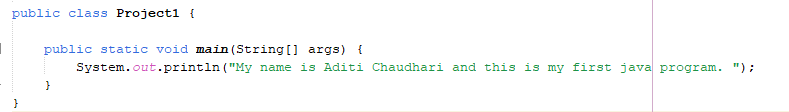 public class Project1 {
public static void main(String[] args) {
System.out.println("My name is Aditi Chaudhari and this is my first java program. ");
}
}